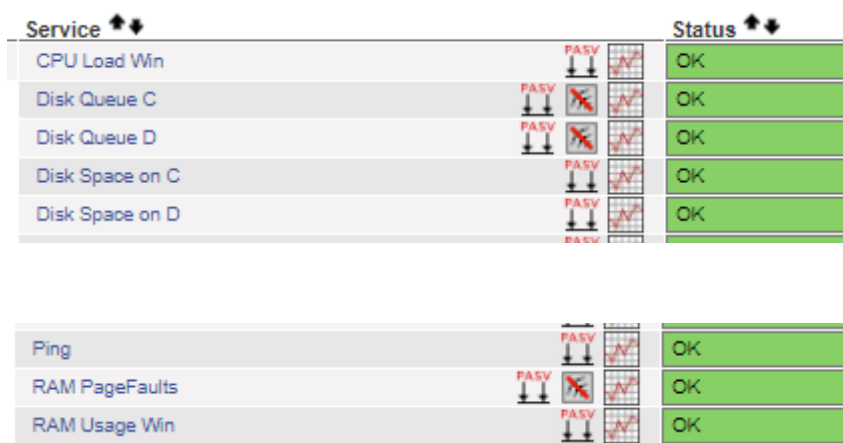 Service Status
PASV
CPU Load Win OK
PASV
Disk Queue C OK
PASV
Disk Queue D OK
PASV
Disk Space on C OK
PASV
Disk Space on D OK
PASV
PASV
Ping OK
PASV
RAM PageFaults OK
PASV
RAM Usage Win OK